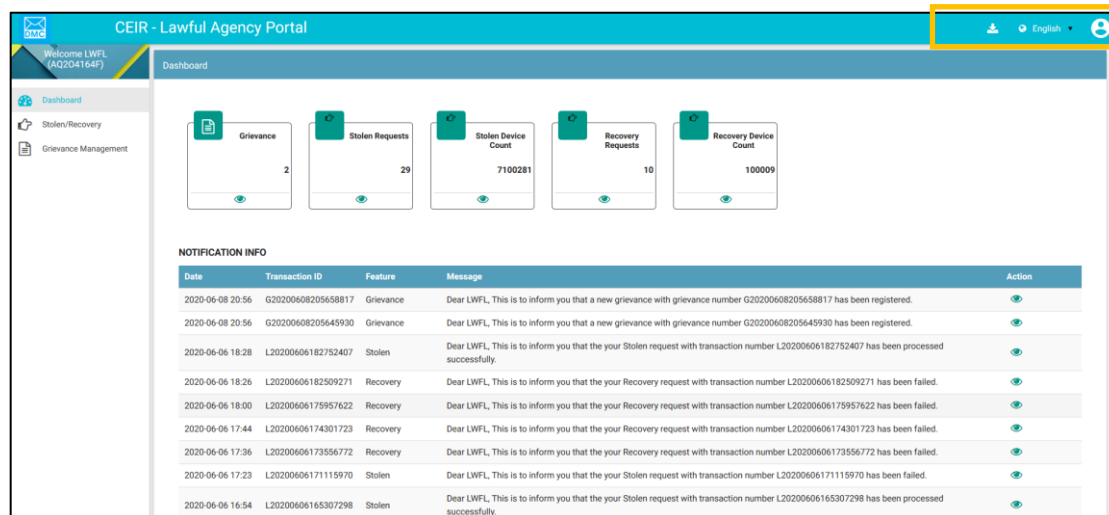 DMC
CEIR - Lawful Agency Portal
English
Welcome LWFL
(AQ204164F)
Dashboard
Dashboard
Stolen/Recovery
Grievance Management
Grievance
2
Stolen Requests
29
Stolen Device
Count
7100281
Recovery
Requests
10
Recovery Device
Count
100009
NOTIFICATION INFO
Date Transaction ID Feature Message Action
2020-06-08 20:56 G20200608205658817 Grievance Dear LWFL, This is to inform you that a new grievance with grievance number G20200608205658817 has been registered.
2020-06-08 20:56 G20200608205645930 Grievance Dear LWFL, This is to inform you that a new grievance with grievance number G20200608205645930 has been registered.
2020-06-06 18:28 L20200606182752407 Stolen Dear LWFL, This is to inform you that the your Stolen request with transaction number L20200606182752407 has been processed
successfully.
2020-06-06 18:26 L20200606182509271 Recovery Dear LWFL, This is to inform you that the your Recovery request with transaction number L20200606182509271 has been failed.
2020-06-06 18:00 L20200606175957622 Recovery Dear LWFL, This is to inform you that the your Recovery request with transaction number L20200606175957622 has been failed.
2020-06-06 17:44 L20200606174301723 Recovery Dear LWFL, This is to inform you that the your Recovery request with transaction number L20200606174301723 has been failed.
2020-06-06 17:36 L20200606173556772 Recovery Dear LWFL, This is to inform you that the your Recovery request with transaction number L20200606173556772 has been failed.
2020-06-06 17:23 L20200606171115970 Stolen Dear LWFL, This is to inform you that the your Stolen request with transaction number L20200606171115970 has been failed.
2020-06-06 16:54 L20200606165307298 Stolen Dear LWFL, This is to inform you that the your Stolen request with transaction number L20200606165307298 has been processed
successfully.